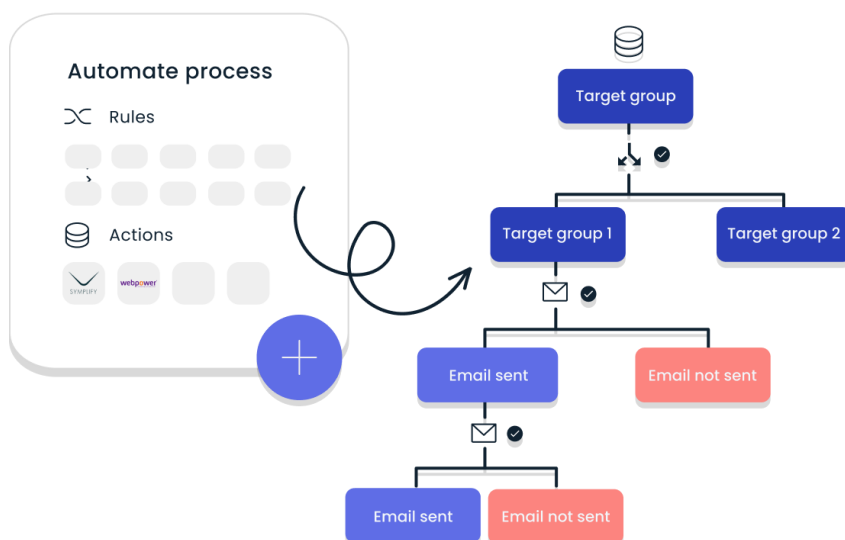 Automate process
Rules
Actions
SYMPLIFY
webpower
Target group
Target group 1
Target group 2
Email sent
Email not sent
Email sent
Email not sent